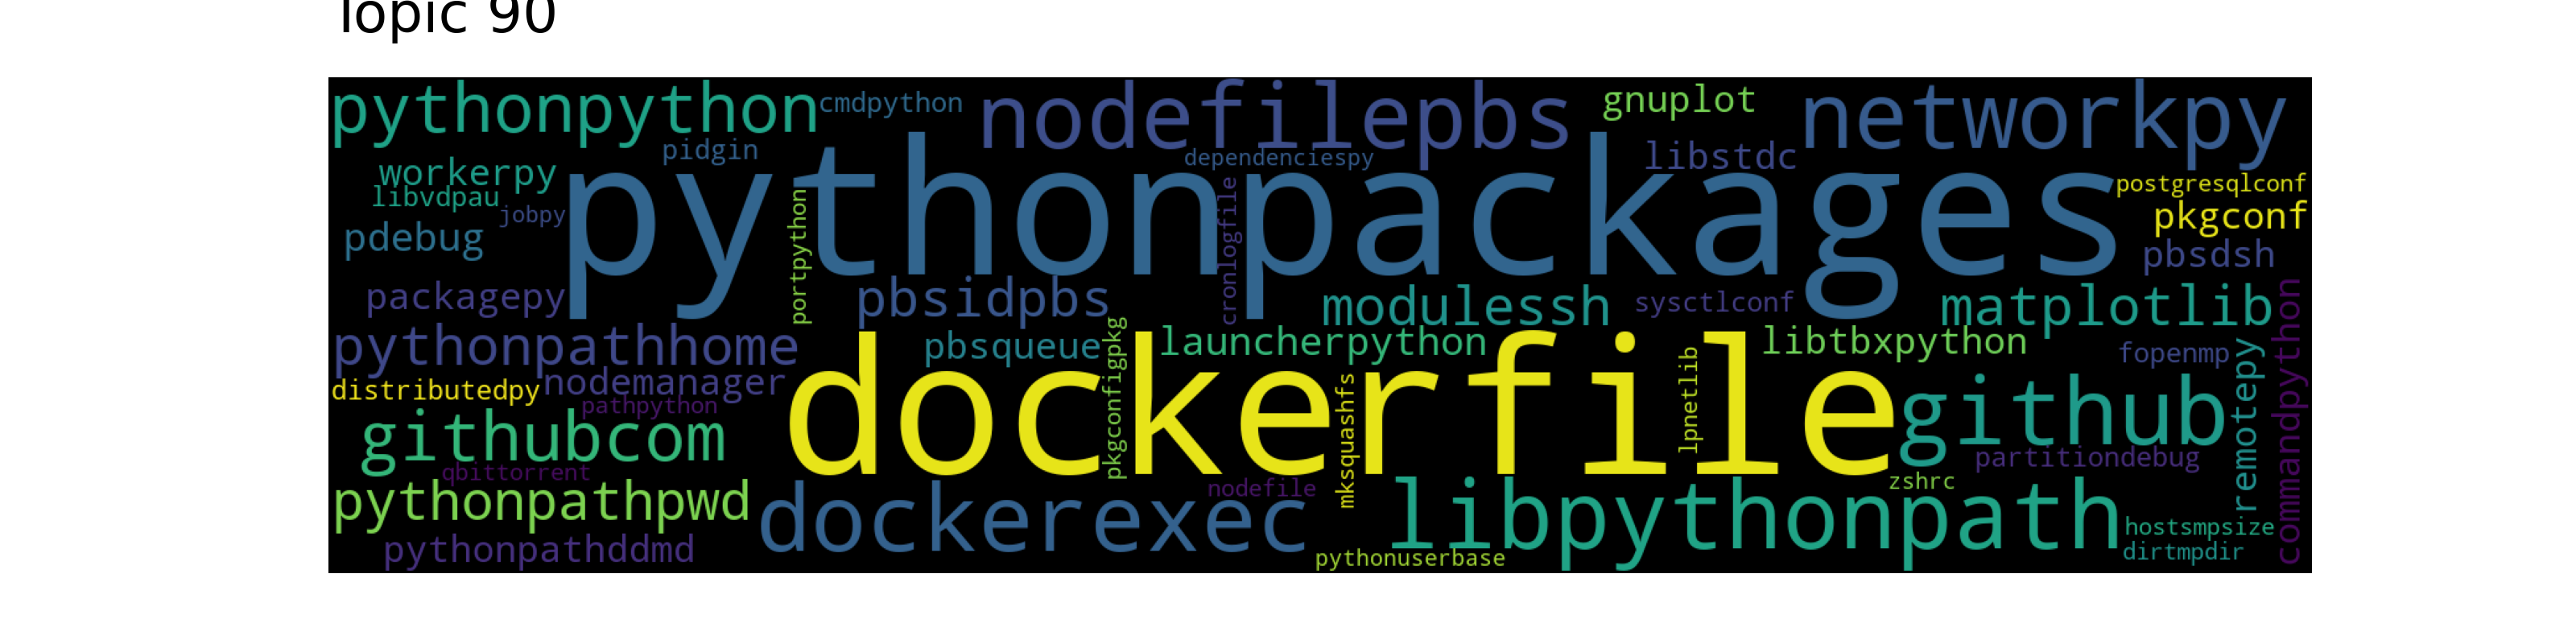 Topic 90
pythonpython
cmdpython
nodefilepbs
gnuplot
networkpy
pidgin
dependenciespy
libstdc
workerpy
libvdpau
jobpy
pythonpackages
postgresqlconf
pkgconf
pdebug
portpython
cronlogfile
pbsdsh
packagepy
pbsidpbs
modulessh
sysctlconf
matplotlib
pythonpathhome
pbsqueue
pkgconfigpkg
launcherpython
libtbxpython
fopenmp
commandpython
distributedpy
nodemanager
pathpython
dockerfile
mksquashfs
lpnetlib
github
remotepy
githubcom
partitiondebug
qbittorrent
nodefile
zshrc
pythonpathpwd
dockerexec
libpythonpath
hostsmpsize
pythonpathddmd
pythonuserbase
dirtmpdir